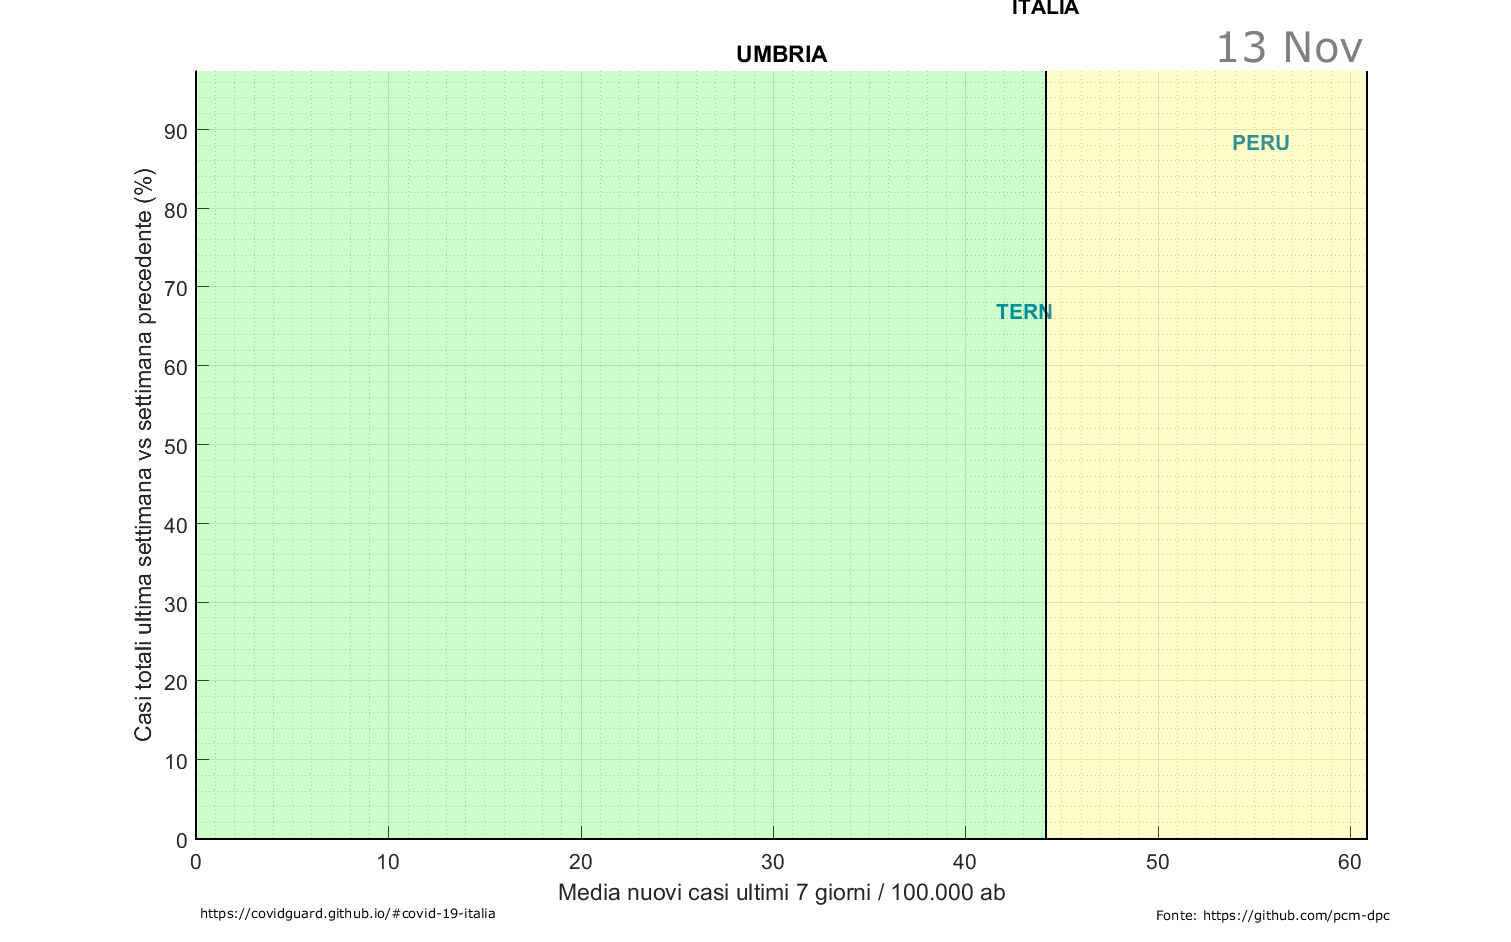 ITALIA
UMBRIA
13 Nov
PERU
TERN
Casi totali ultima settimana vs settimana precedente (%)
90
80
70
60
50
40
30
20
10
0
0 10 20 30 40 50 60
Media nuovi casi ultimi 7 giorni / 100.000 ab
https://covidguard.github.io/#covid-19-italia
Fonte: https://github.com/pcm-dpc